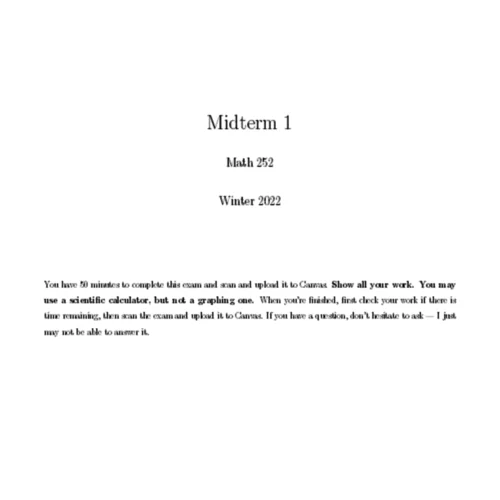 Midterm 1
Math 252
Winter 2022
You have 50 minutes to complete this exam and scan and upload it to Canvas. Show all your work. You may
use a scientific calculator, but not a graphing one. When you're finished, first check your work if there is
time remaining, then scan the exam and upload it to Canvas. If you have a question, don't hesitate to ask — I just
may not be able to answer it.